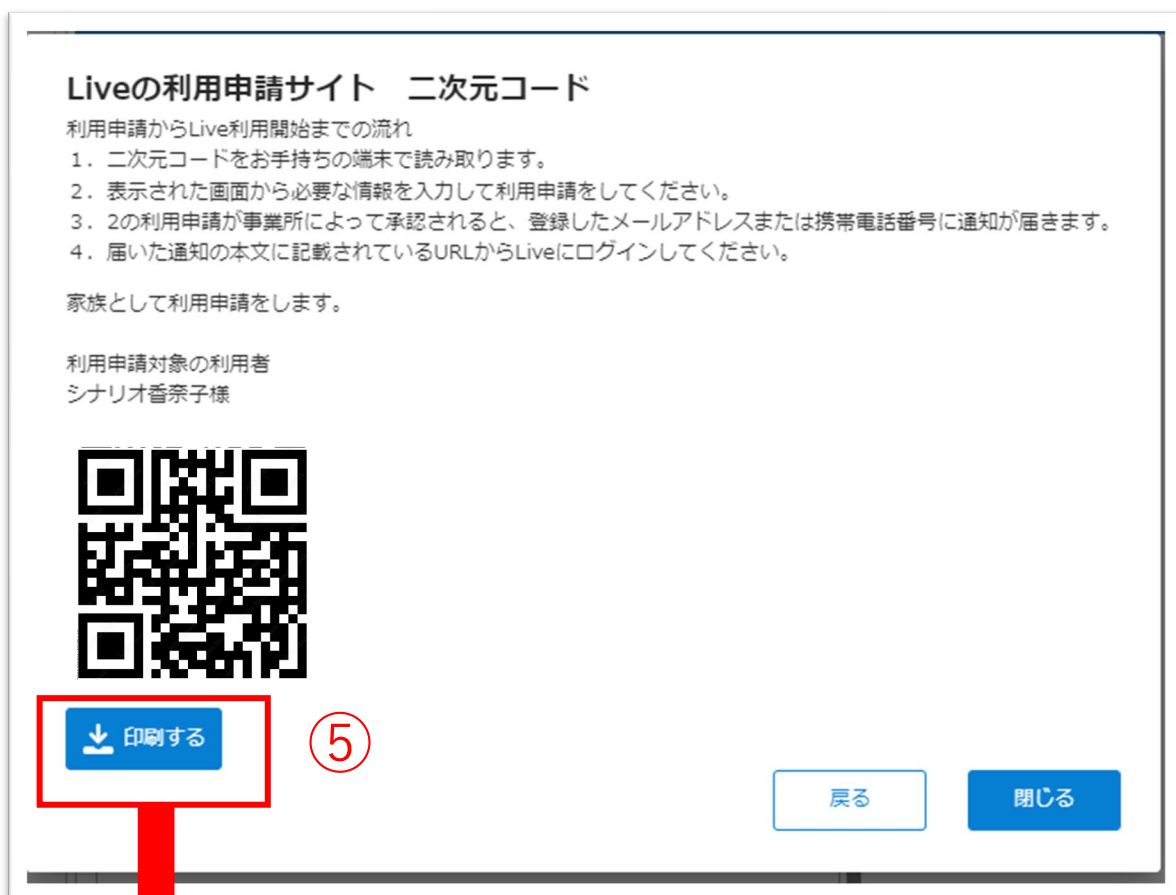 Liveの利用申請サイト　二次元コード
利用申請からLive利用開始までの流れ
１．二次元コードをお手持ちの端末で読み取ります。
２．表示された画面から必要な情報を入力して利用申請をしてください。
３．2の利用申請が事業所によって承認されると、登録したメールアドレスまたは携帯電話番号に通知が届きます。
４．届いた通知の本文に記載されているURLからLiveにログインしてください。
家族として利用申請をします。
利用申請対象の利用者
シナリオ香奈子様
印刷する
⑤
戻る
閉じる